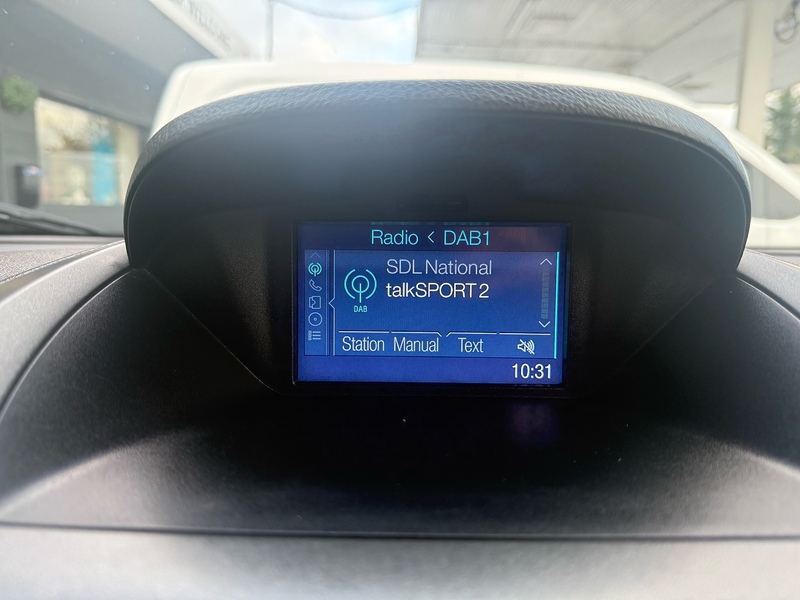 Radio < DAB1
SDL National
talkSPORT 2
DAB
Station Manual Text
10:31